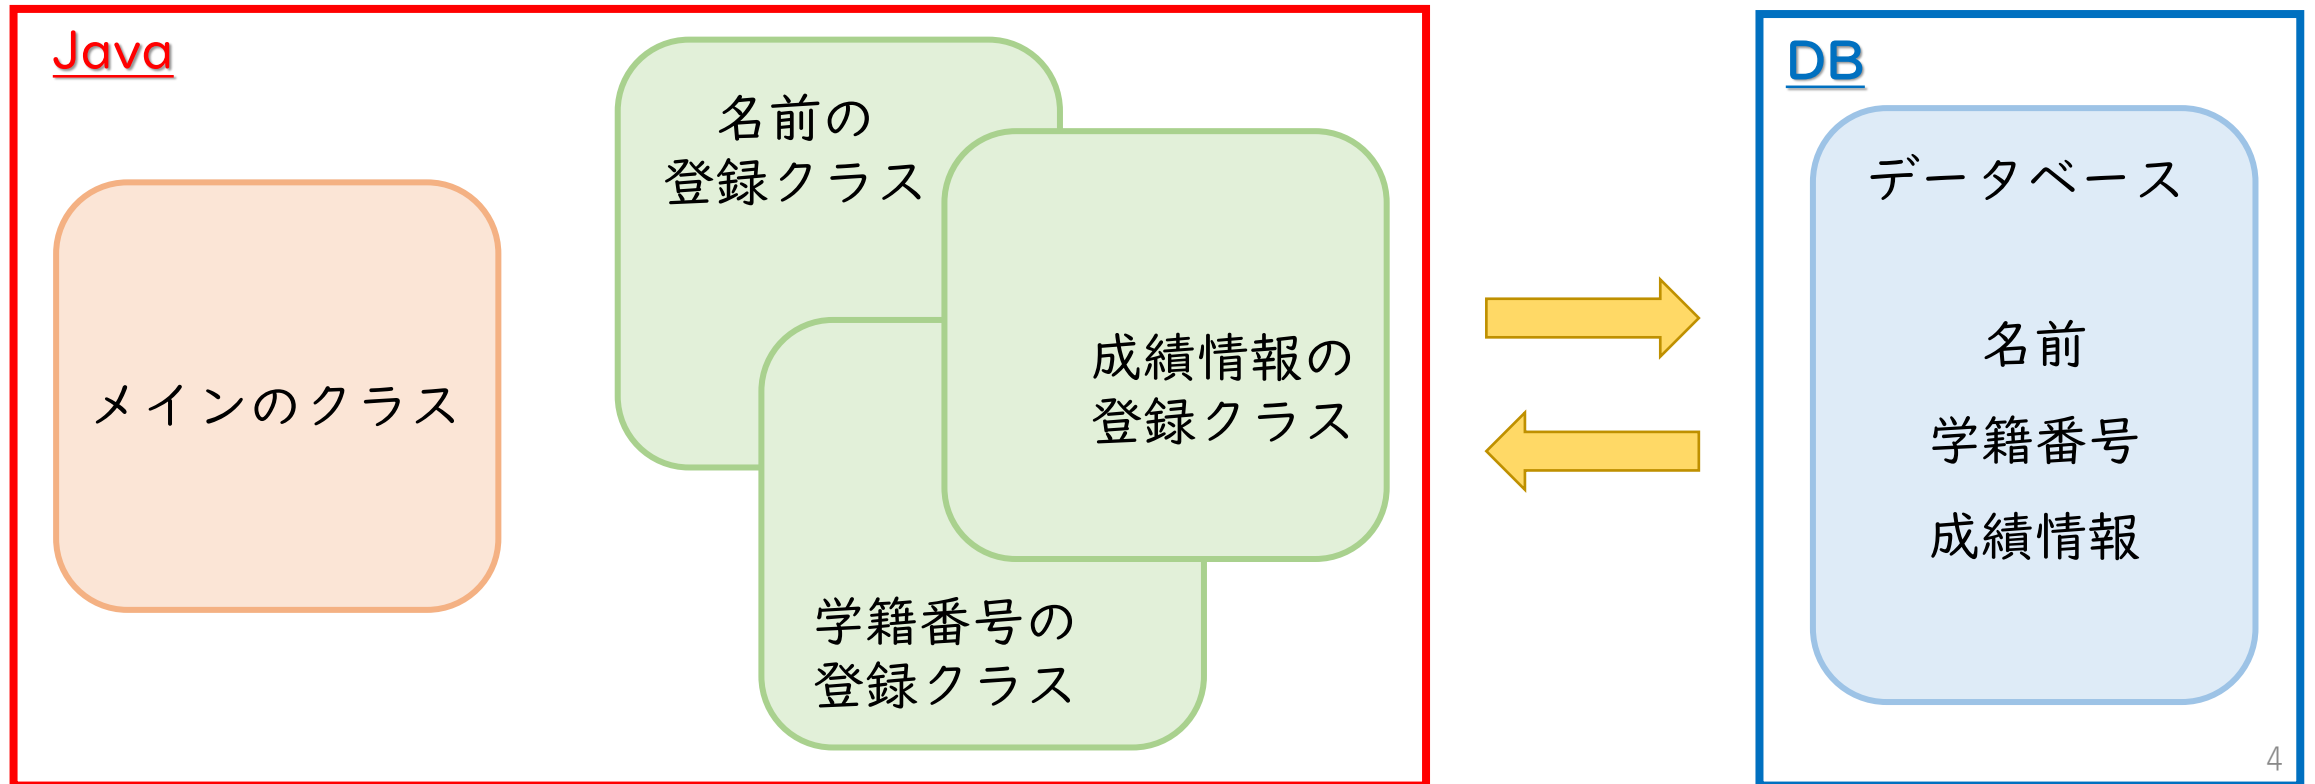 Java
名前の
登録クラス
メインのクラス
成績情報の
登録クラス
学籍番号の
登録クラス
DB
データベース
名前
学籍番号
成績情報
4